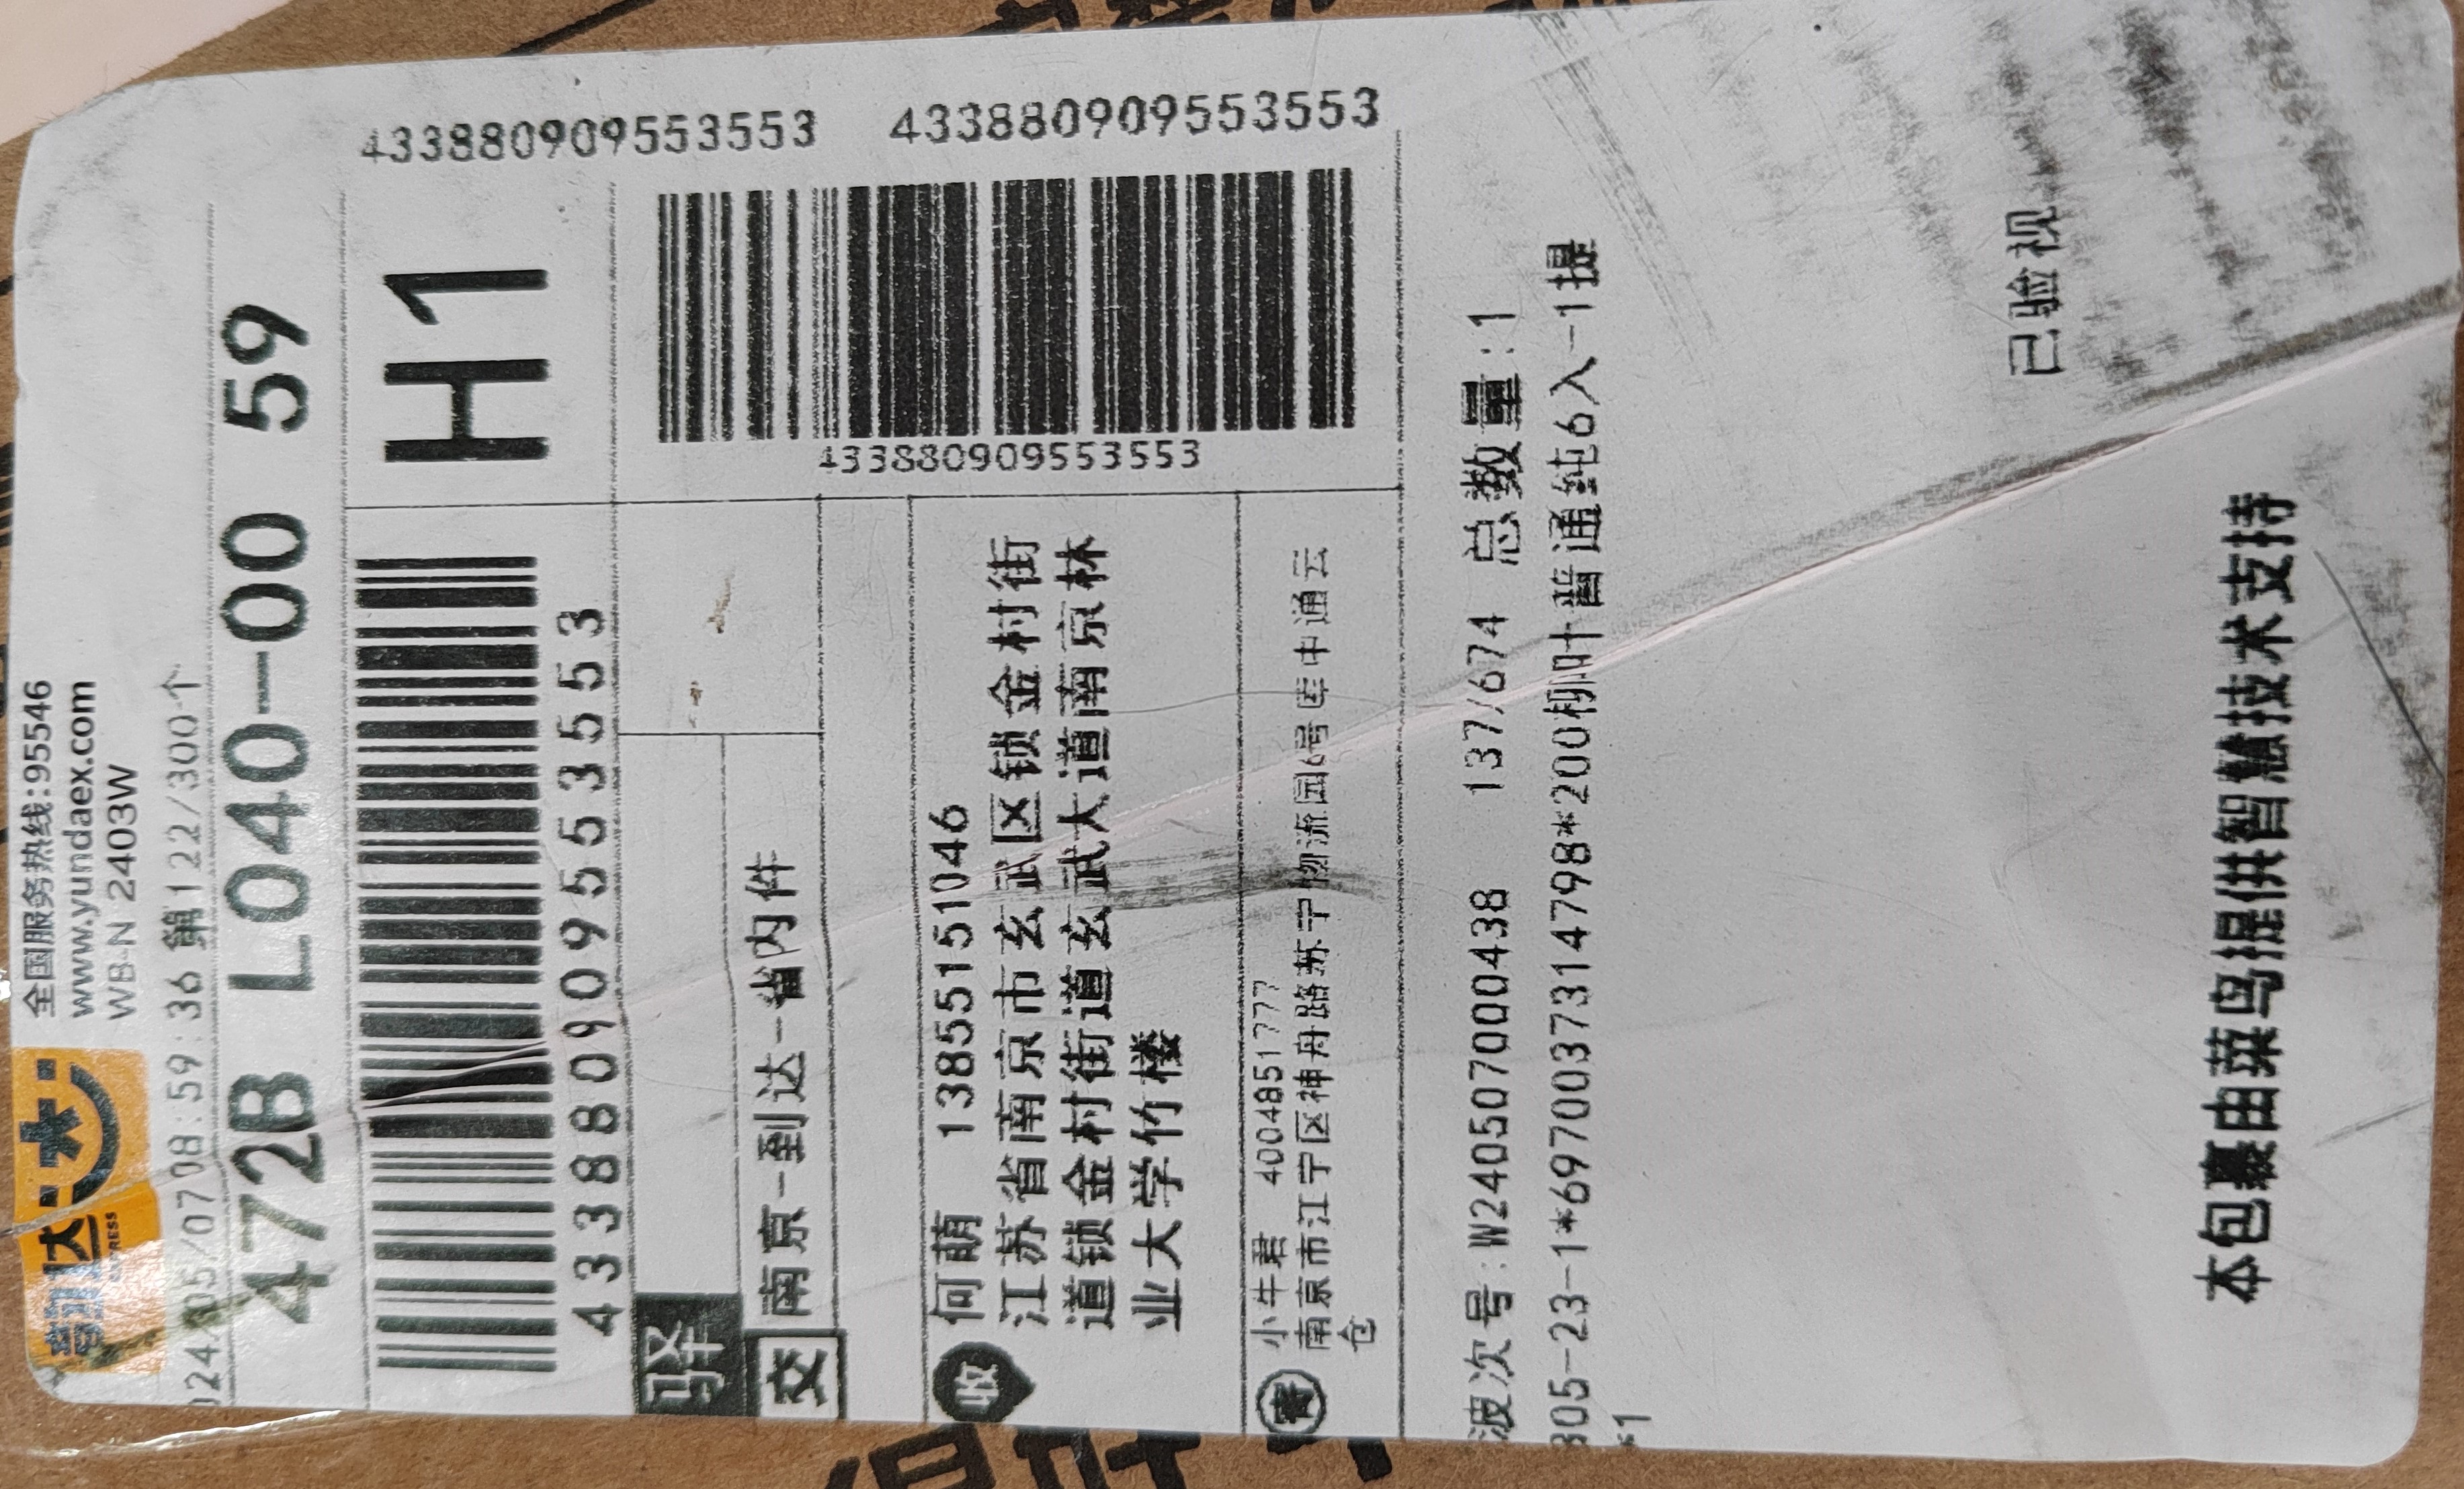 韵达
EXPRESS
全国服务热线:95546
www.yundaex.com
WB-N 2403W
024/05/07 08:59:36 第122/300个
472B L040-00 59
H1
433880909553553
433880909553553
433880909553553
433880909553553
驿
交 南京-到达-省内件
收 何萌 13855151046
江苏省南京市玄武区锁金村街
道锁金村街道玄武大道南京林
业大学竹楼
寄 小牛君 4004851777
南京市江宁区神舟路苏宁物流园6号库中通云
仓
波次号:W2405070000438 137/674 总数量:1
305-23-1*6970037314798*200柳叶普通纯6入-1提
*1
已验视
本包裹由菜鸟提供智慧技术支持